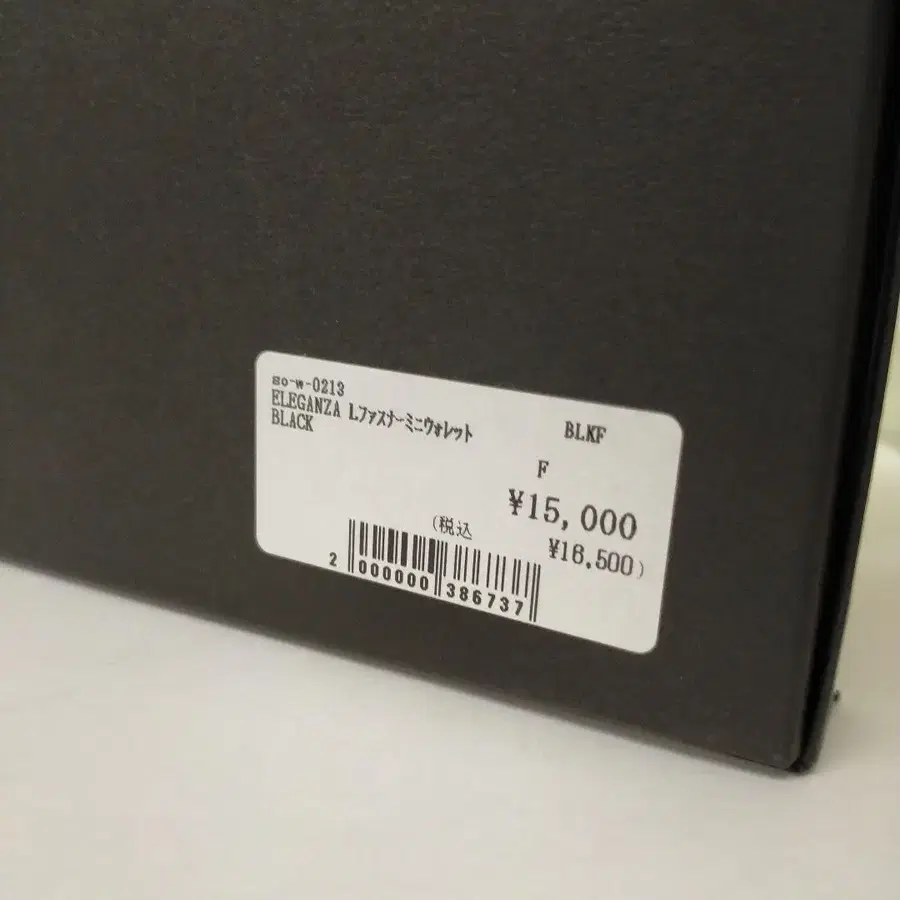 so-w-0213
ELEGANZA Lファスナーミニウォレット
BLACK
BLKF
F
¥15,000
(税込
¥16,500)
2 000000 386737